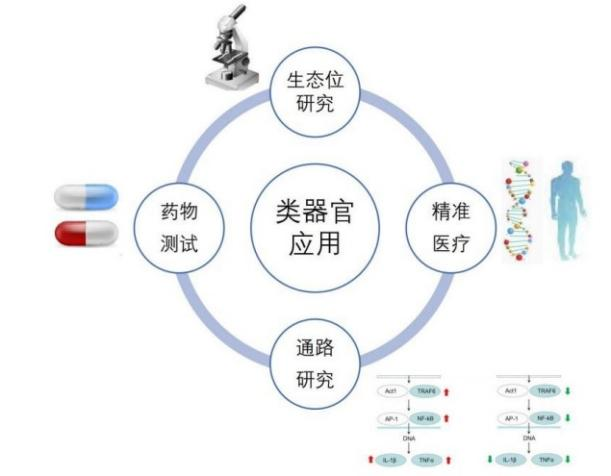 生态位
研究
药物
测试
类器官
应用
精准
医疗
通路
研究
Act1 TRAF6
Act1 TRAF6
AP-1 NF-kB
AP-1 NF-kB
DNA
DNA
IL-1β TNFα
IL-1β TNFα